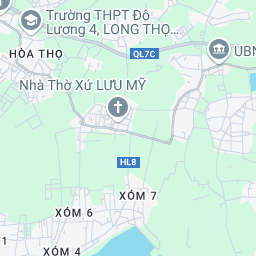 Trường THPT Đô
Lương 4, LONG THỌ...
QL7C
UBN
HÒA THỌ
Nhà Thờ Xứ LƯU MỸ
HL8
XÓM 7
XÓM 6
1
XÓM 4